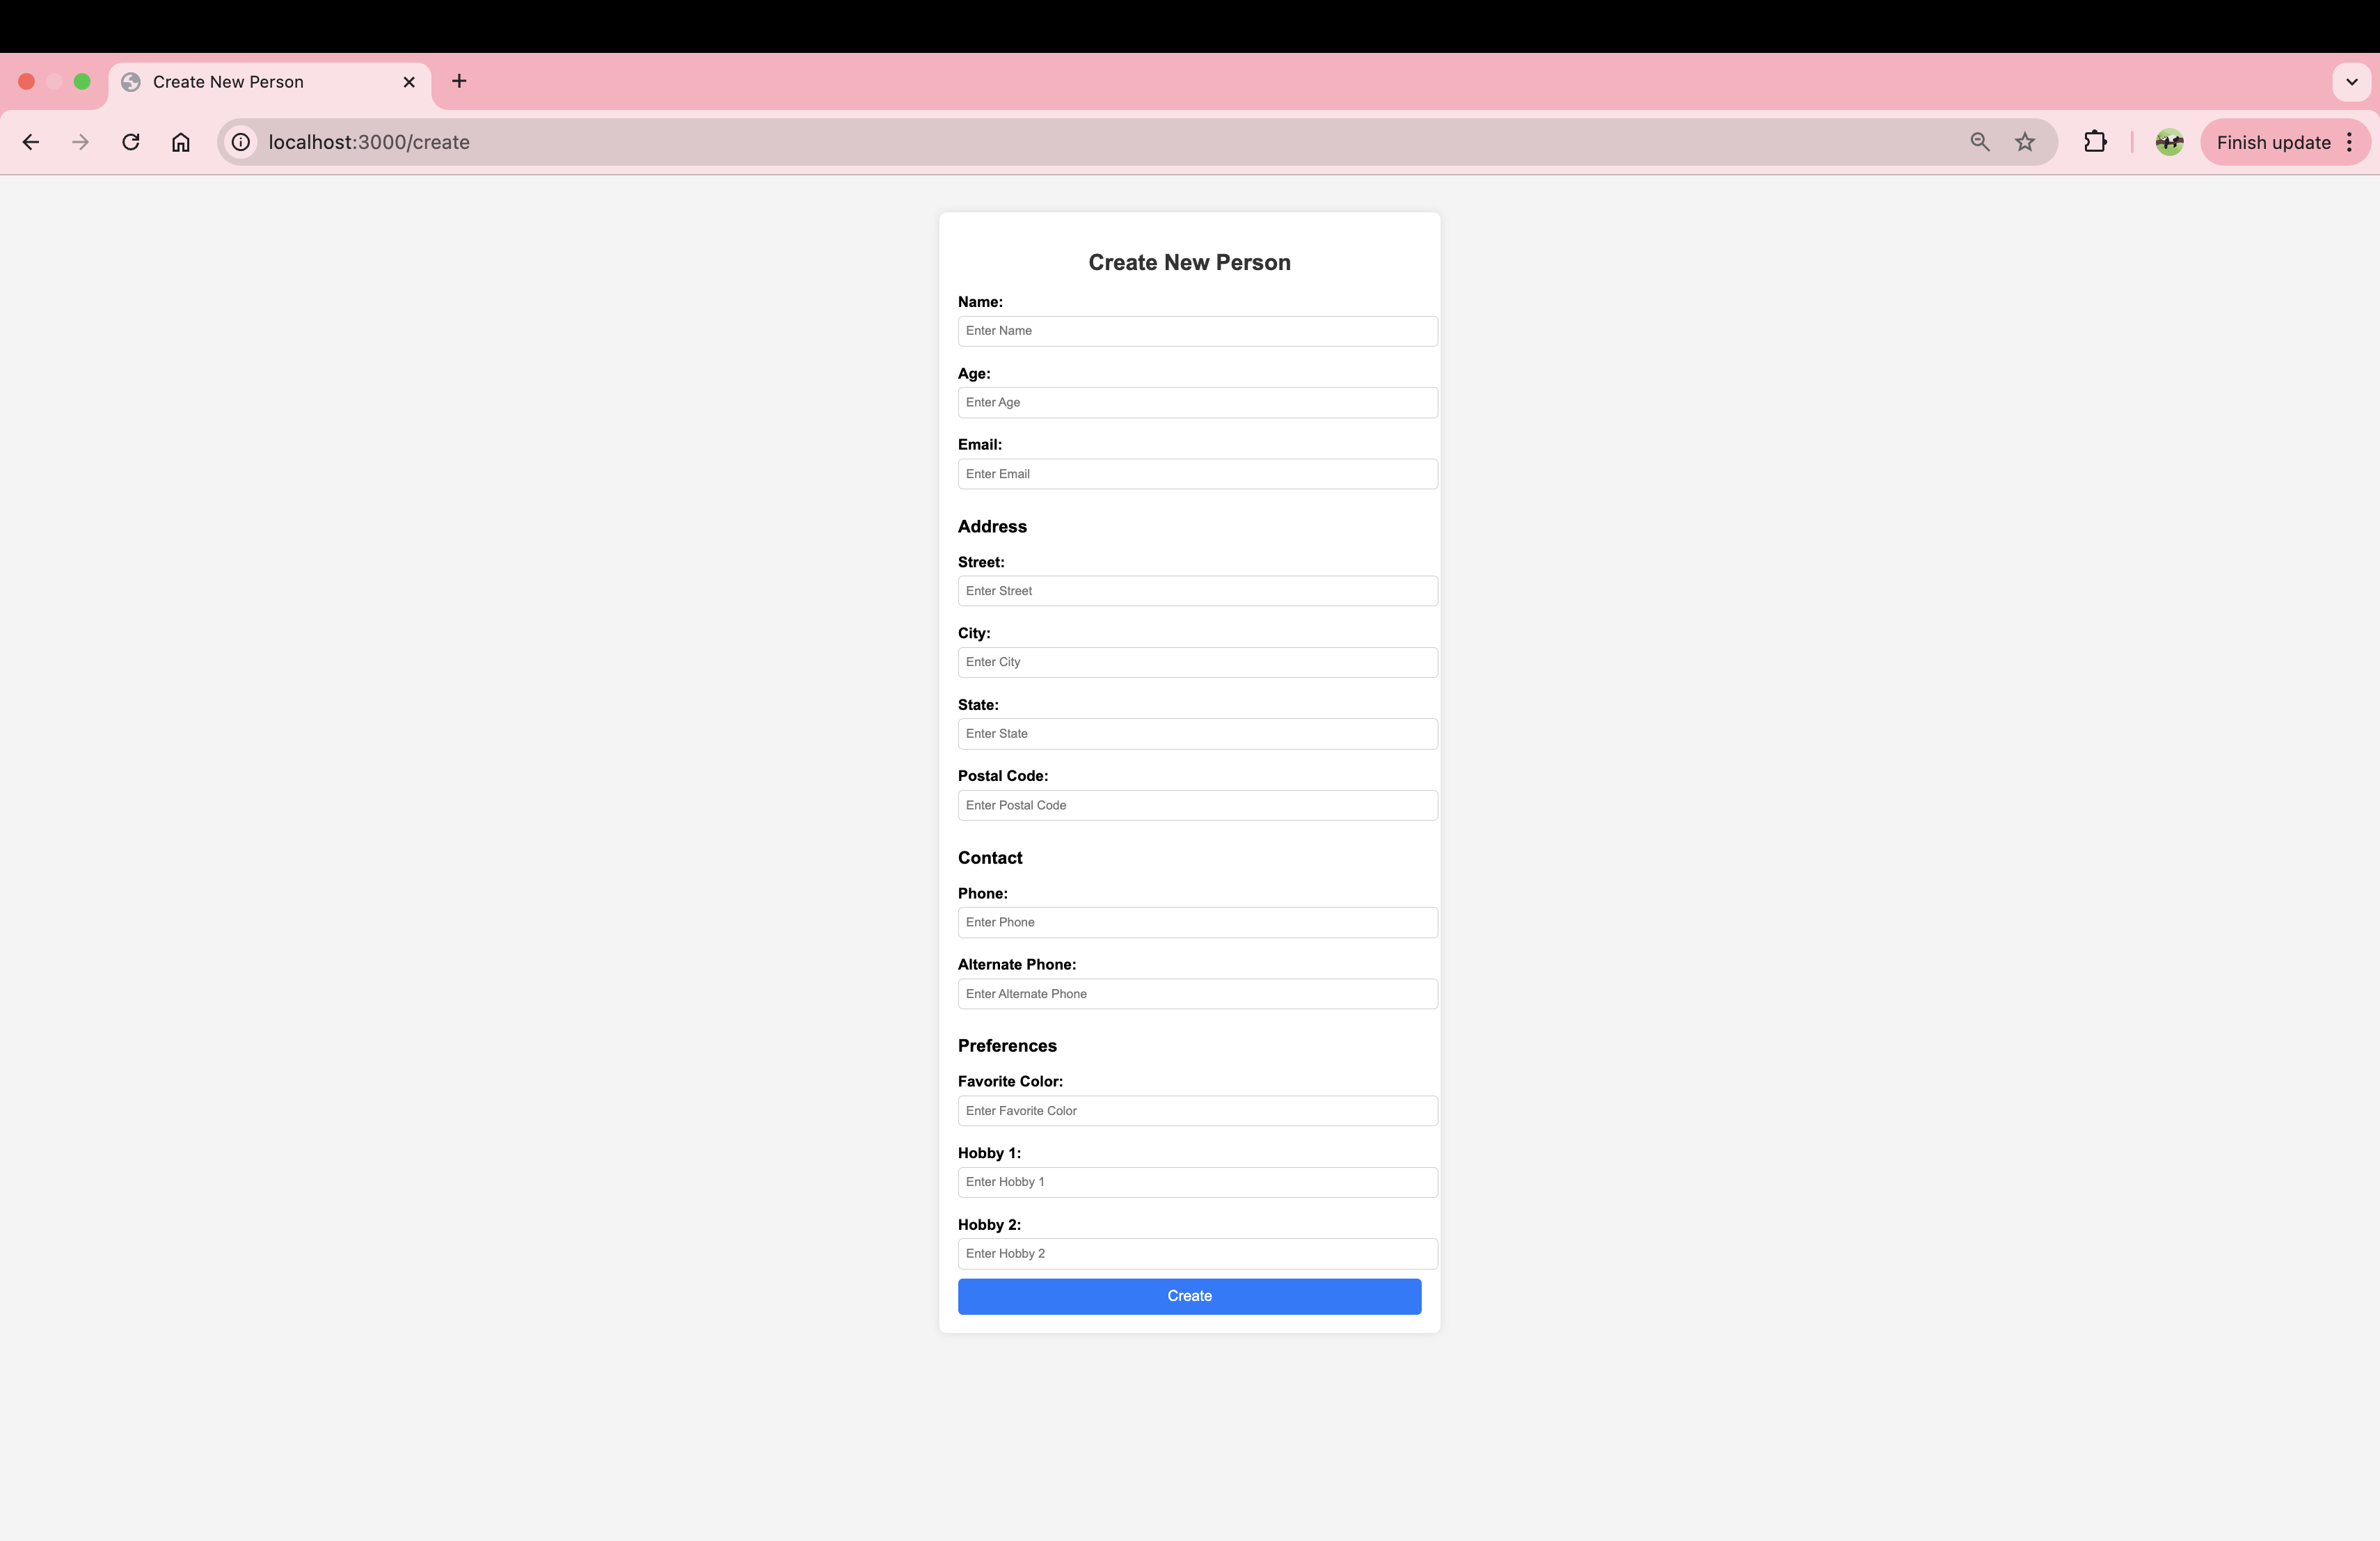 Create New Person
localhost:3000/create
Finish update
Create New Person
Name:
Enter Name
Age:
Enter Age
Email:
Enter Email
Address
Street:
Enter Street
City:
Enter City
State:
Enter State
Postal Code:
Enter Postal Code
Contact
Phone:
Enter Phone
Alternate Phone:
Enter Alternate Phone
Preferences
Favorite Color:
Enter Favorite Color
Hobby 1:
Enter Hobby 1
Hobby 2:
Enter Hobby 2
Create